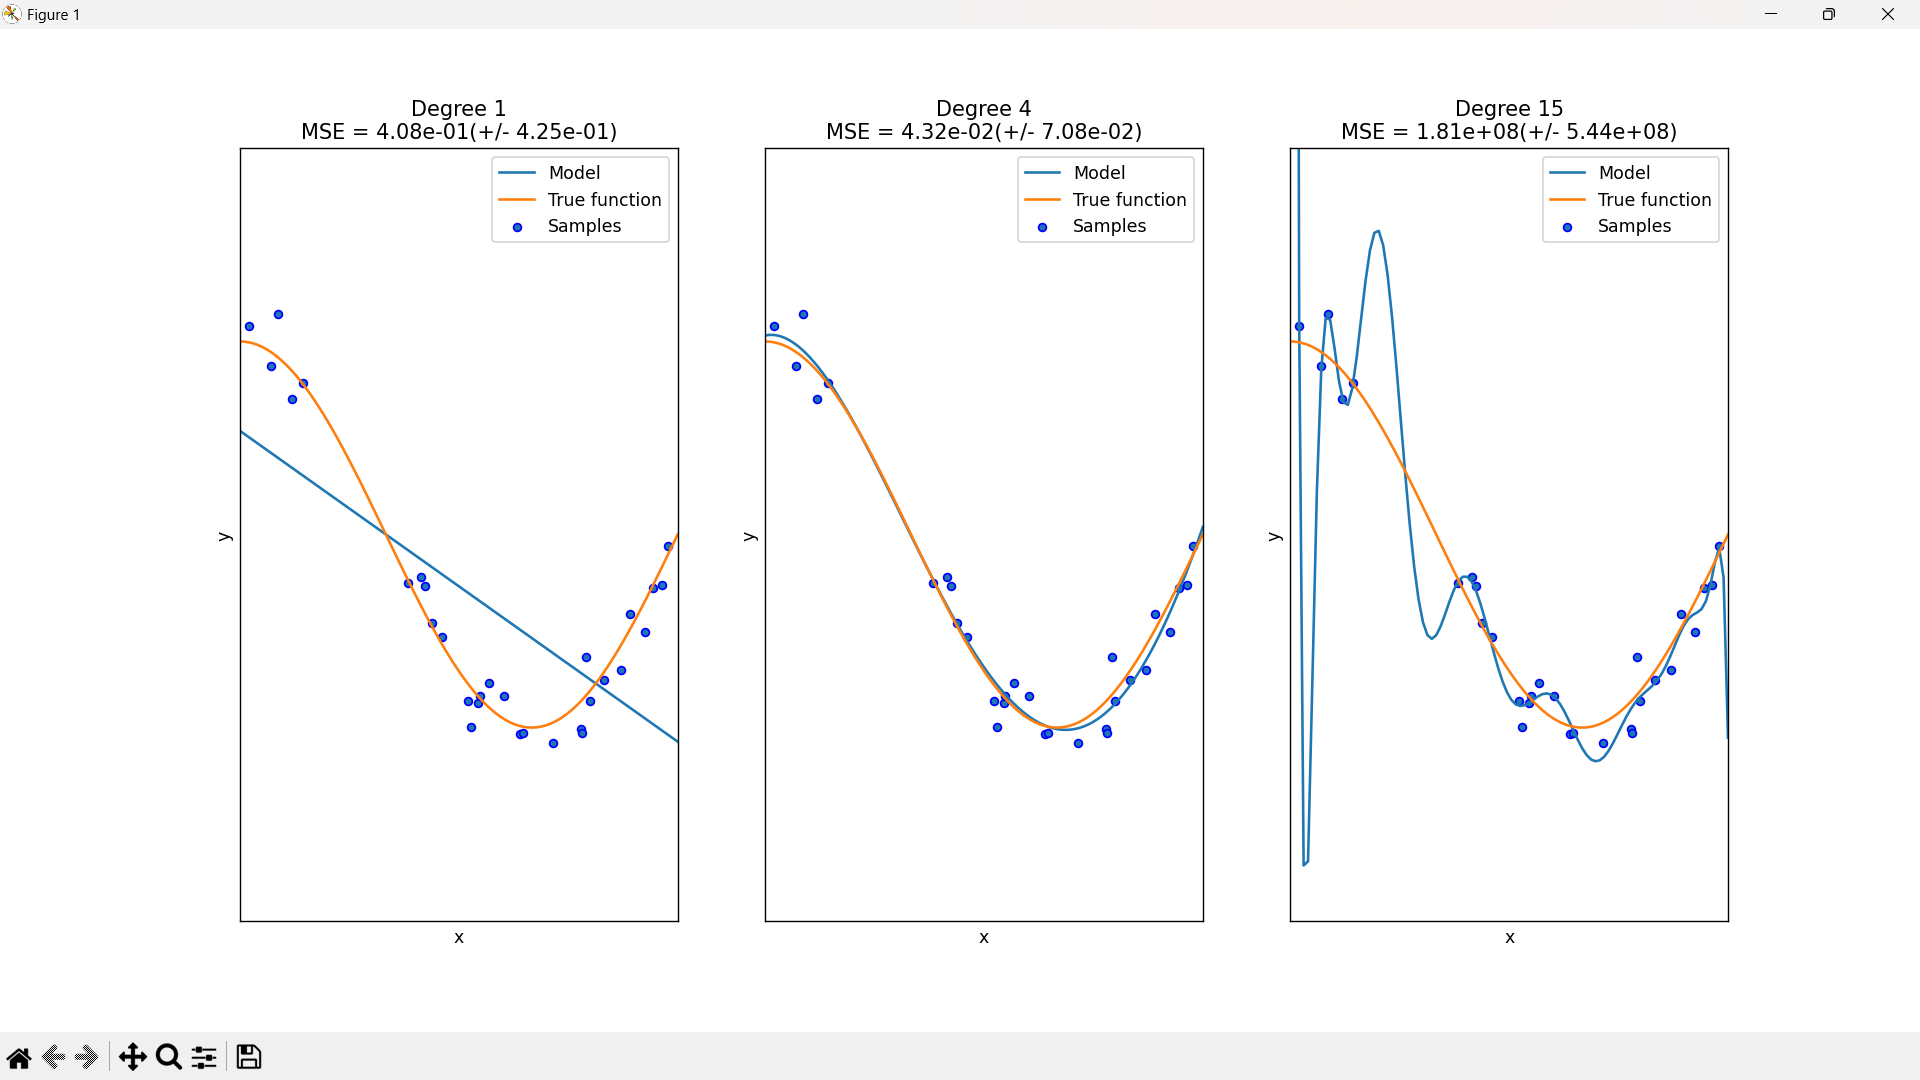 Figure 1
Degree 1
MSE = 4.08e-01(+/- 4.25e-01)
Model
True function
Samples
y
x
Degree 4
MSE = 4.32e-02(+/- 7.08e-02)
Model
True function
Samples
y
x
Degree 15
MSE = 1.81e+08(+/- 5.44e+08)
Model
True function
Samples
y
x